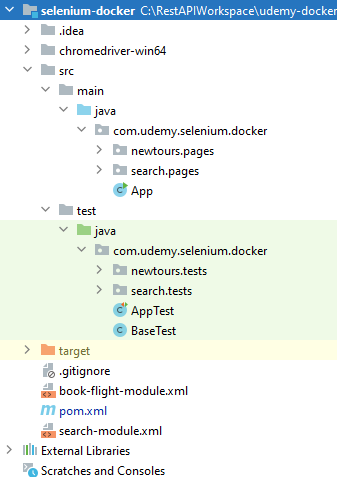 selenium-docker C:\RestAPIWorkspace\udemy-docker
.idea
chromedriver-win64
src
main
java
com.udemy.selenium.docker
newtours.pages
search.pages
App
test
java
com.udemy.selenium.docker
newtours.tests
search.tests
AppTest
BaseTest
target
.gitignore
book-flight-module.xml
pom.xml
search-module.xml
External Libraries
Scratches and Consoles